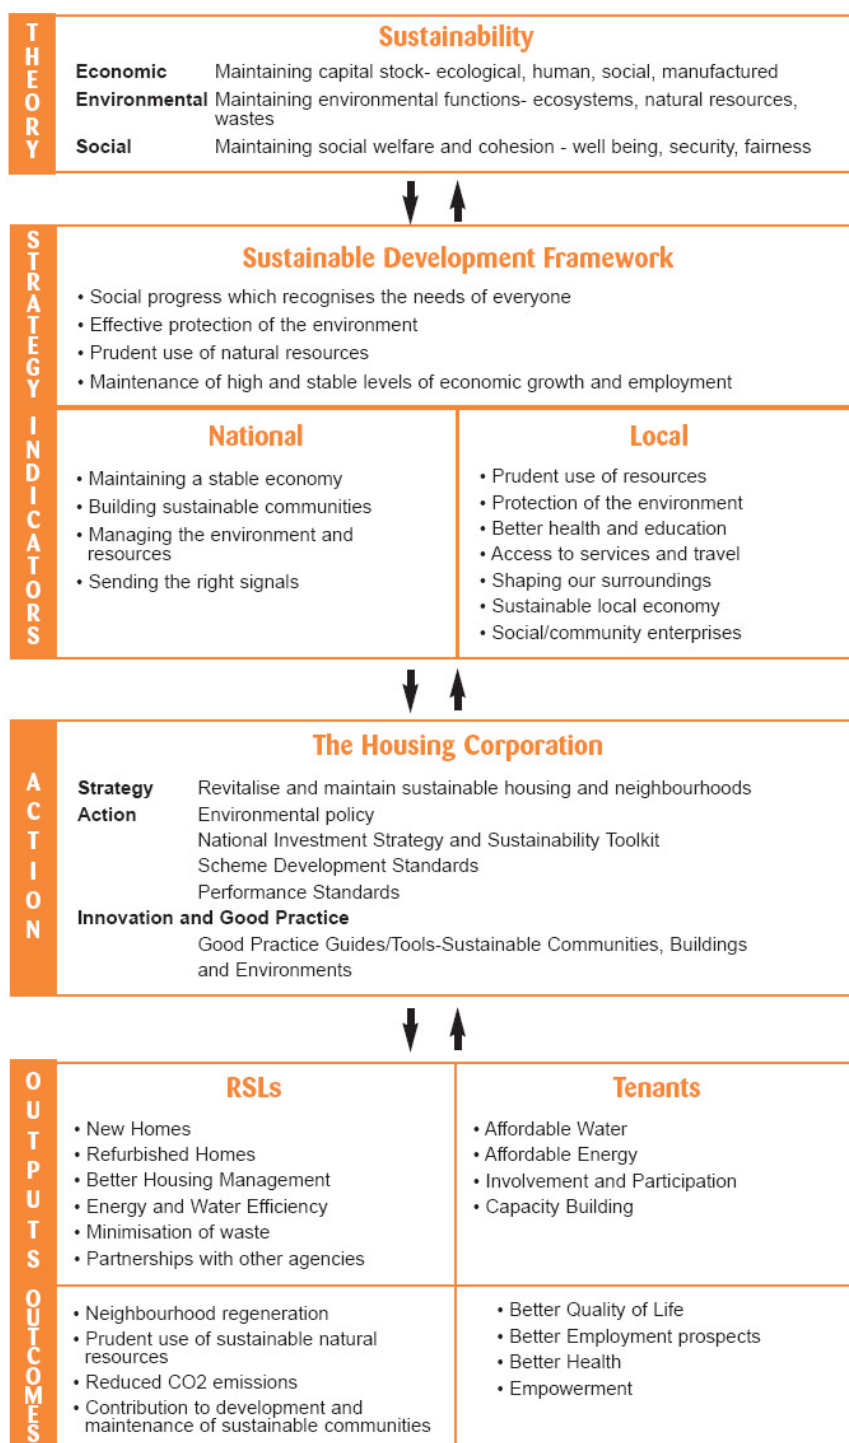 THEORY
Sustainability
Economic Maintaining capital stock- ecological, human, social, manufactured
Environmental Maintaining environmental functions- ecosystems, natural resources,
wastes
Social Maintaining social welfare and cohesion - well being, security, fairness
STRATEGY INDICATORS
Sustainable Development Framework
• Social progress which recognises the needs of everyone
• Effective protection of the environment
• Prudent use of natural resources
• Maintenance of high and stable levels of economic growth and employment
National
• Maintaining a stable economy
• Building sustainable communities
• Managing the environment and
resources
• Sending the right signals
Local
• Prudent use of resources
• Protection of the environment
• Better health and education
• Access to services and travel
• Shaping our surroundings
• Sustainable local economy
• Social/community enterprises
ACTION
The Housing Corporation
Strategy Revitalise and maintain sustainable housing and neighbourhoods
Action Environmental policy
National Investment Strategy and Sustainability Toolkit
Scheme Development Standards
Performance Standards
Innovation and Good Practice
Good Practice Guides/Tools-Sustainable Communities, Buildings
and Environments
OUTPUTS
RSLs
• New Homes
• Refurbished Homes
• Better Housing Management
• Energy and Water Efficiency
• Minimisation of waste
• Partnerships with other agencies
Tenants
• Affordable Water
• Affordable Energy
• Involvement and Participation
• Capacity Building
OUTCOMES
• Neighbourhood regeneration
• Prudent use of sustainable natural
resources
• Reduced CO2 emissions
• Contribution to development and
maintenance of sustainable communities
• Better Quality of Life
• Better Employment prospects
• Better Health
• Empowerment